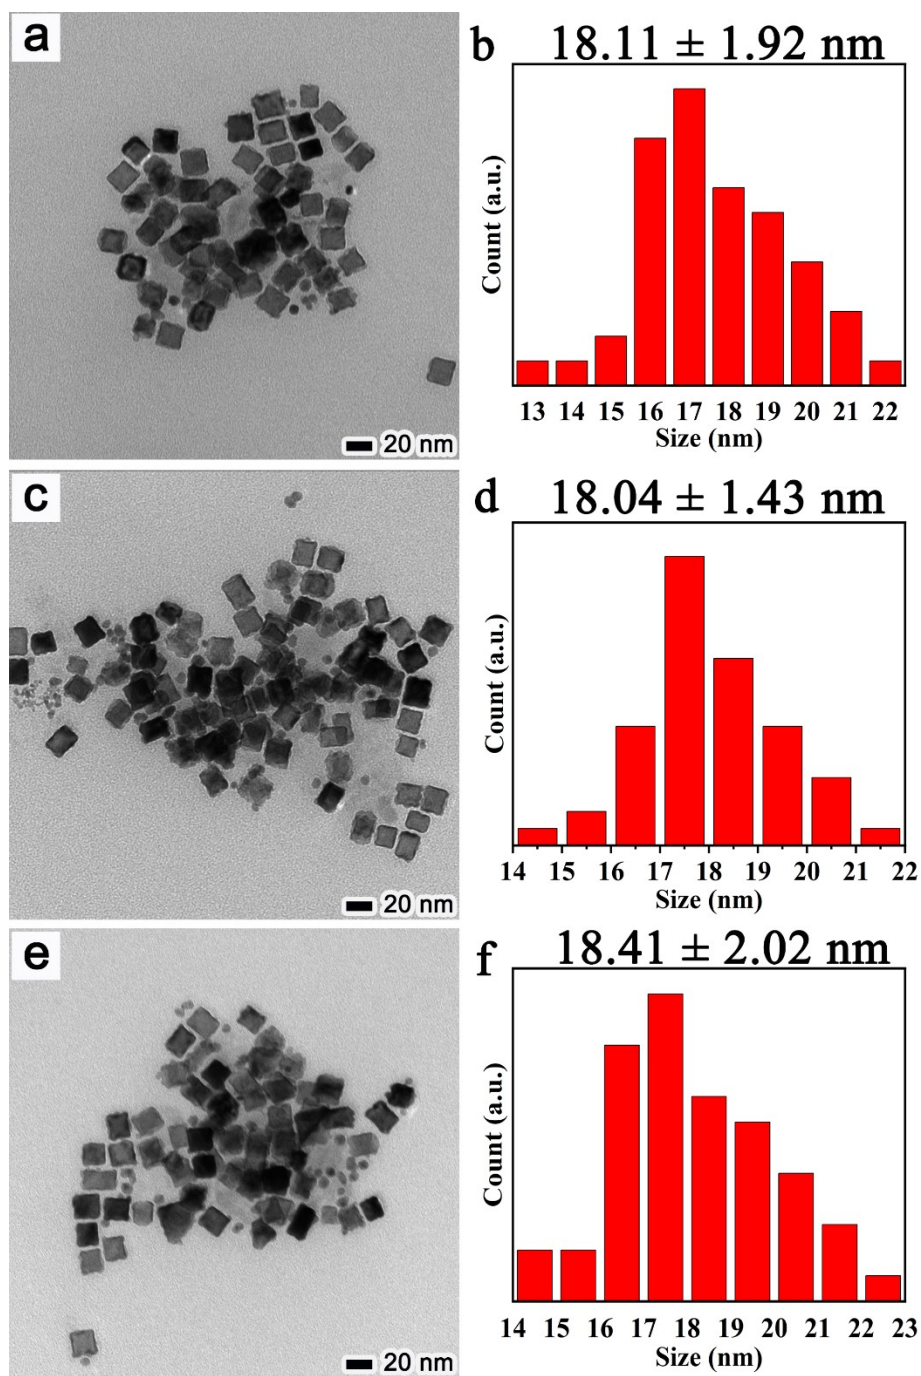 a
20 nm
b
18.11 ± 1.92 nm
Count (a.u.)
13 14 15 16 17 18 19 20 21 22
Size (nm)
c
20 nm
d
18.04 ± 1.43 nm
Count (a.u.)
14 15 16 17 18 19 20 21 22
Size (nm)
e
20 nm
f
18.41 ± 2.02 nm
Count (a.u.)
14 15 16 17 18 19 20 21 22 23
Size (nm)